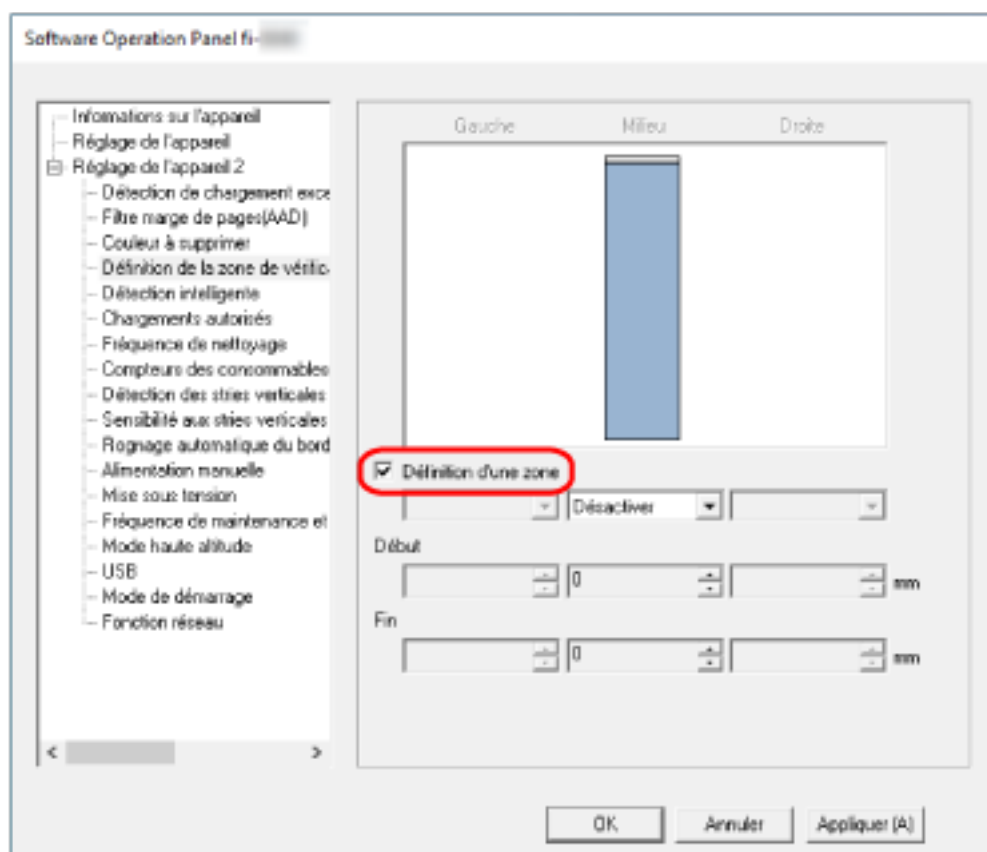 Software Operation Panel fi-
Informations sur l'appareil
Réglage de l'appareil
Réglage de l'appareil 2
Détection de chargement exce
Filtre marge de pages(AAD)
Couleur à supprimer
Définition de la zone de vérific
Détection intelligente
Chargements autorisés
Fréquence de nettoyage
Compteurs des consommables
Détection des stries verticales
Sensibilité aux stries verticales
Rognage automatique du bord
Alimentation manuelle
Mise sous tension
Fréquence de maintenance et
Mode haute altitude
USB
Mode de démarrage
Fonction réseau
Gauche Milieu Droite
Définition d'une zone
Désactiver
Début
0 mm
Fin
0 mm
OK Annuler Appliquer (A)